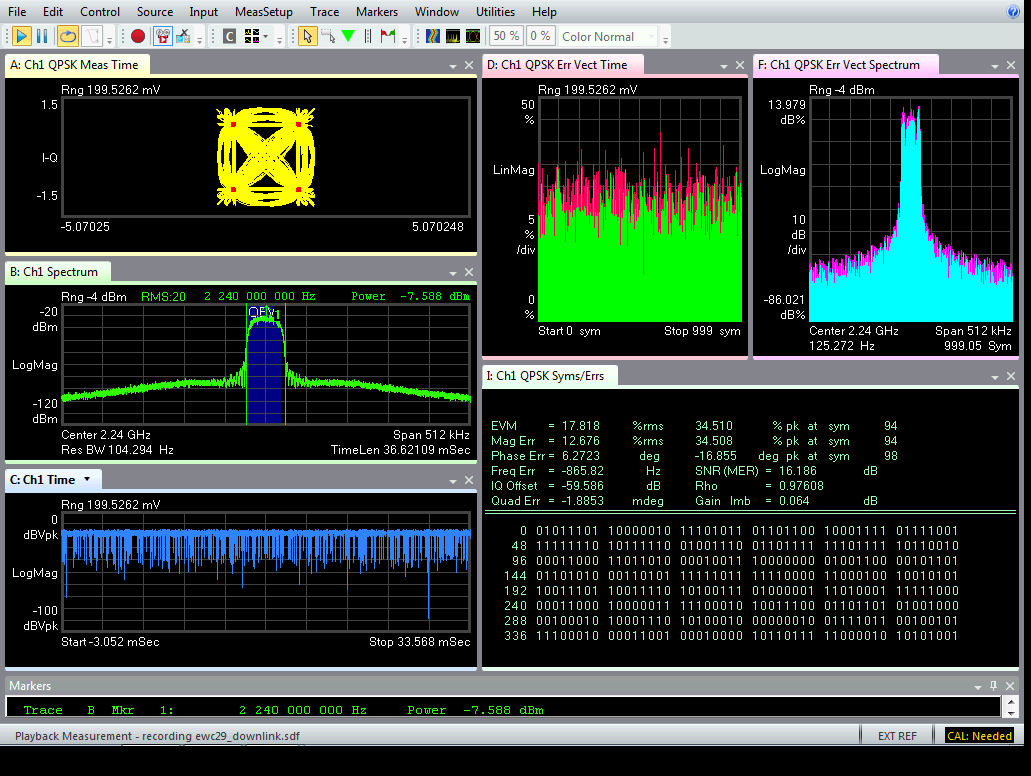 File Edit Control Source Input MeasSetup Trace Markers Window Utilities Help
C 50 % 0 % Color Normal
A: Ch1 QPSK Meas Time
Rng 199.5262 mV
1.5
I-Q
-1.5
-5.07025 5.070248
B: Ch1 Spectrum
Rng -4 dBm RMS:20 2 240 000 000 Hz Power -7.588 dBm
-20
dBm
LogMag
-120
dBm
Center 2.24 GHz Span 512 kHz
Res BW 104.294 Hz TimeLen 36.62109 mSec
C: Ch1 Time
Rng 199.5262 mV
0
dBVpk
LogMag
-100
dBVpk
Start -3.052 mSec Stop 33.568 mSec
D: Ch1 QPSK Err Vect Time
Rng 199.5262 mV
50
%
LinMag
5
%
/div
0
%
Start 0 sym Stop 999 sym
F: Ch1 QPSK Err Vect Spectrum
Rng -4 dBm
13.979
dB%
LogMag
10
dB
/div
-86.021
dB%
Center 2.24 GHz Span 512 kHz
125.272 Hz 999.05 Sym
I: Ch1 QPSK Syms/Errs
EVM = 17.818 %rms 34.510 % pk at sym 94
Mag Err = 12.676 %rms 34.508 % pk at sym 94
Phase Err = 6.2723 deg -16.855 deg pk at sym 98
Freq Err = -865.82 Hz SNR(MER) = 16.186 dB
IQ Offset = -59.586 dB Rho = 0.97608
Quad Err = -1.8853 mdeg Gain Imb = 0.064 dB
0 01011101 10000010 11101011 01101100 10001111 01111001
48 11111110 10111110 01001110 01101111 11101111 10110010
96 00011000 11011010 00010011 10000000 01001100 00101101
144 01101010 00110101 11111011 11110000 11000100 10010101
192 10011101 10011110 10100101 01000001 11010001 11111000
240 00011000 10000011 11100010 11001100 01101101 01001000
288 00100101 00010010 00100100 00000010 01010111 00100101
336 11100010 00011001 00010000 10110111 11000010 10101001
Markers
Trace B Mkr 1: 2 240 000 000 Hz Power -7.588 dBm
Playback Measurement - recording ewc29_downlink.sdf EXT REF CAL: Needed